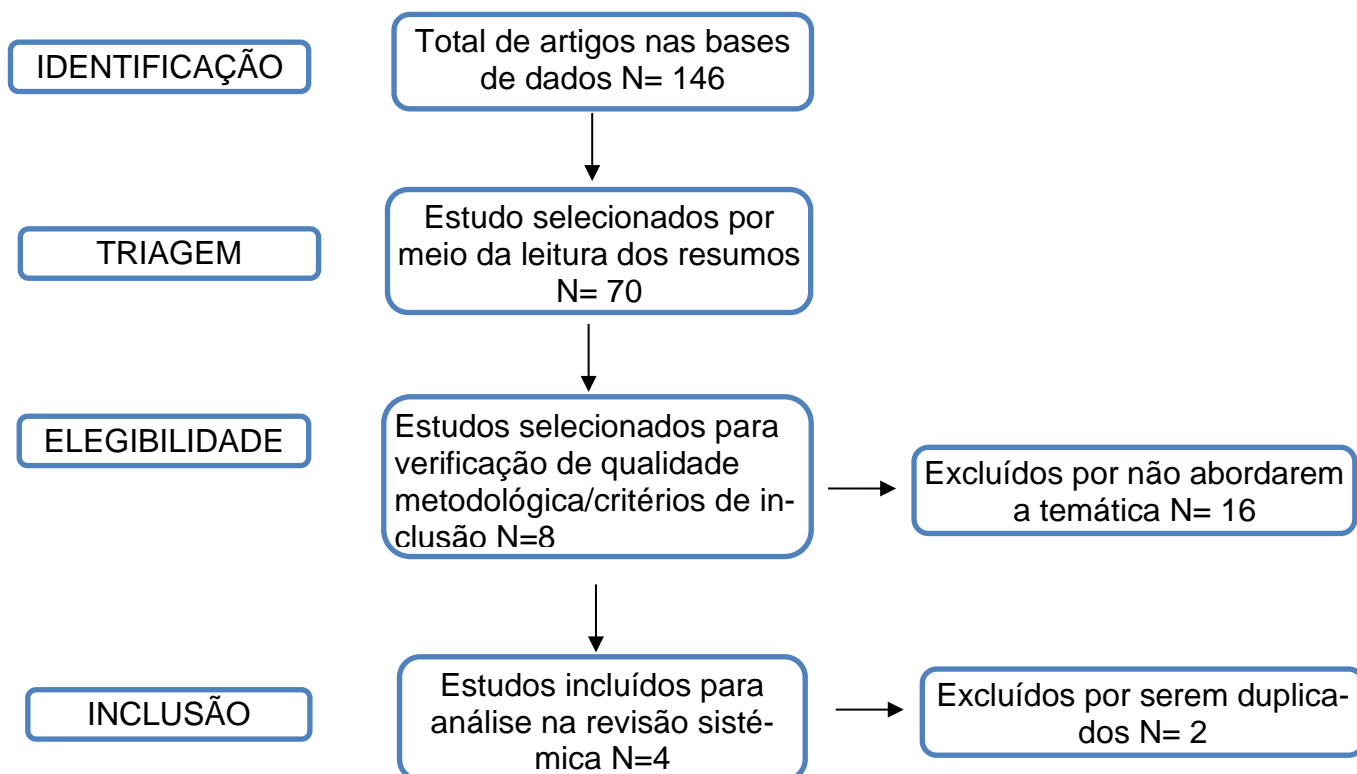 IDENTIFICAÇÃO
Total de artigos nas bases
de dados N= 146
TRIAGEM
Estudo selecionados por
meio da leitura dos resumos
N= 70
ELEGIBILIDADE
Estudos selecionados para
verificação de qualidade
metodológica/critérios de in-
clusão N=8
Excluídos por não abordarem
a temática N= 16
INCLUSÃO
Estudos incluídos para
análise na revisão sisté-
mica N=4
Excluídos por serem duplica-
dos N= 2